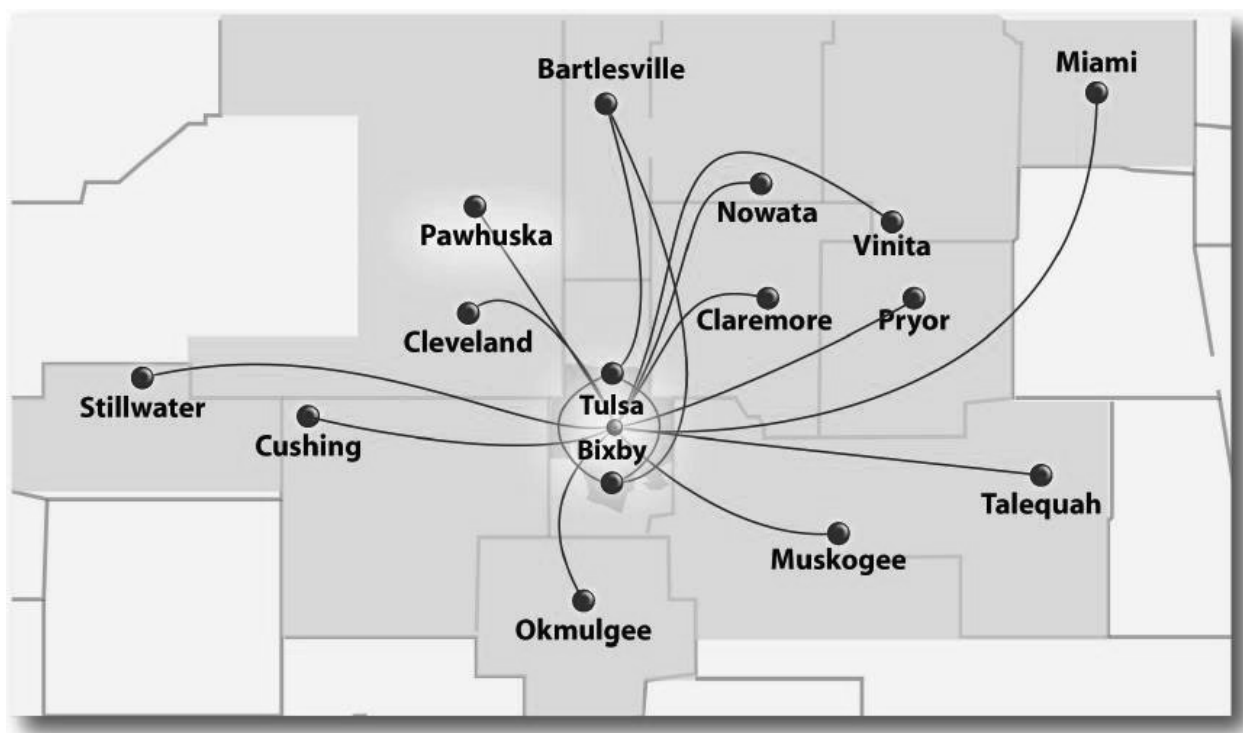 Miami
Bartlesville
Nowata
Pawhuska
Vinita
Claremore
Pryor
Cleveland
Stillwater
Tulsa
Cushing
Bixby
Talequah
Muskogee
Okmulgee